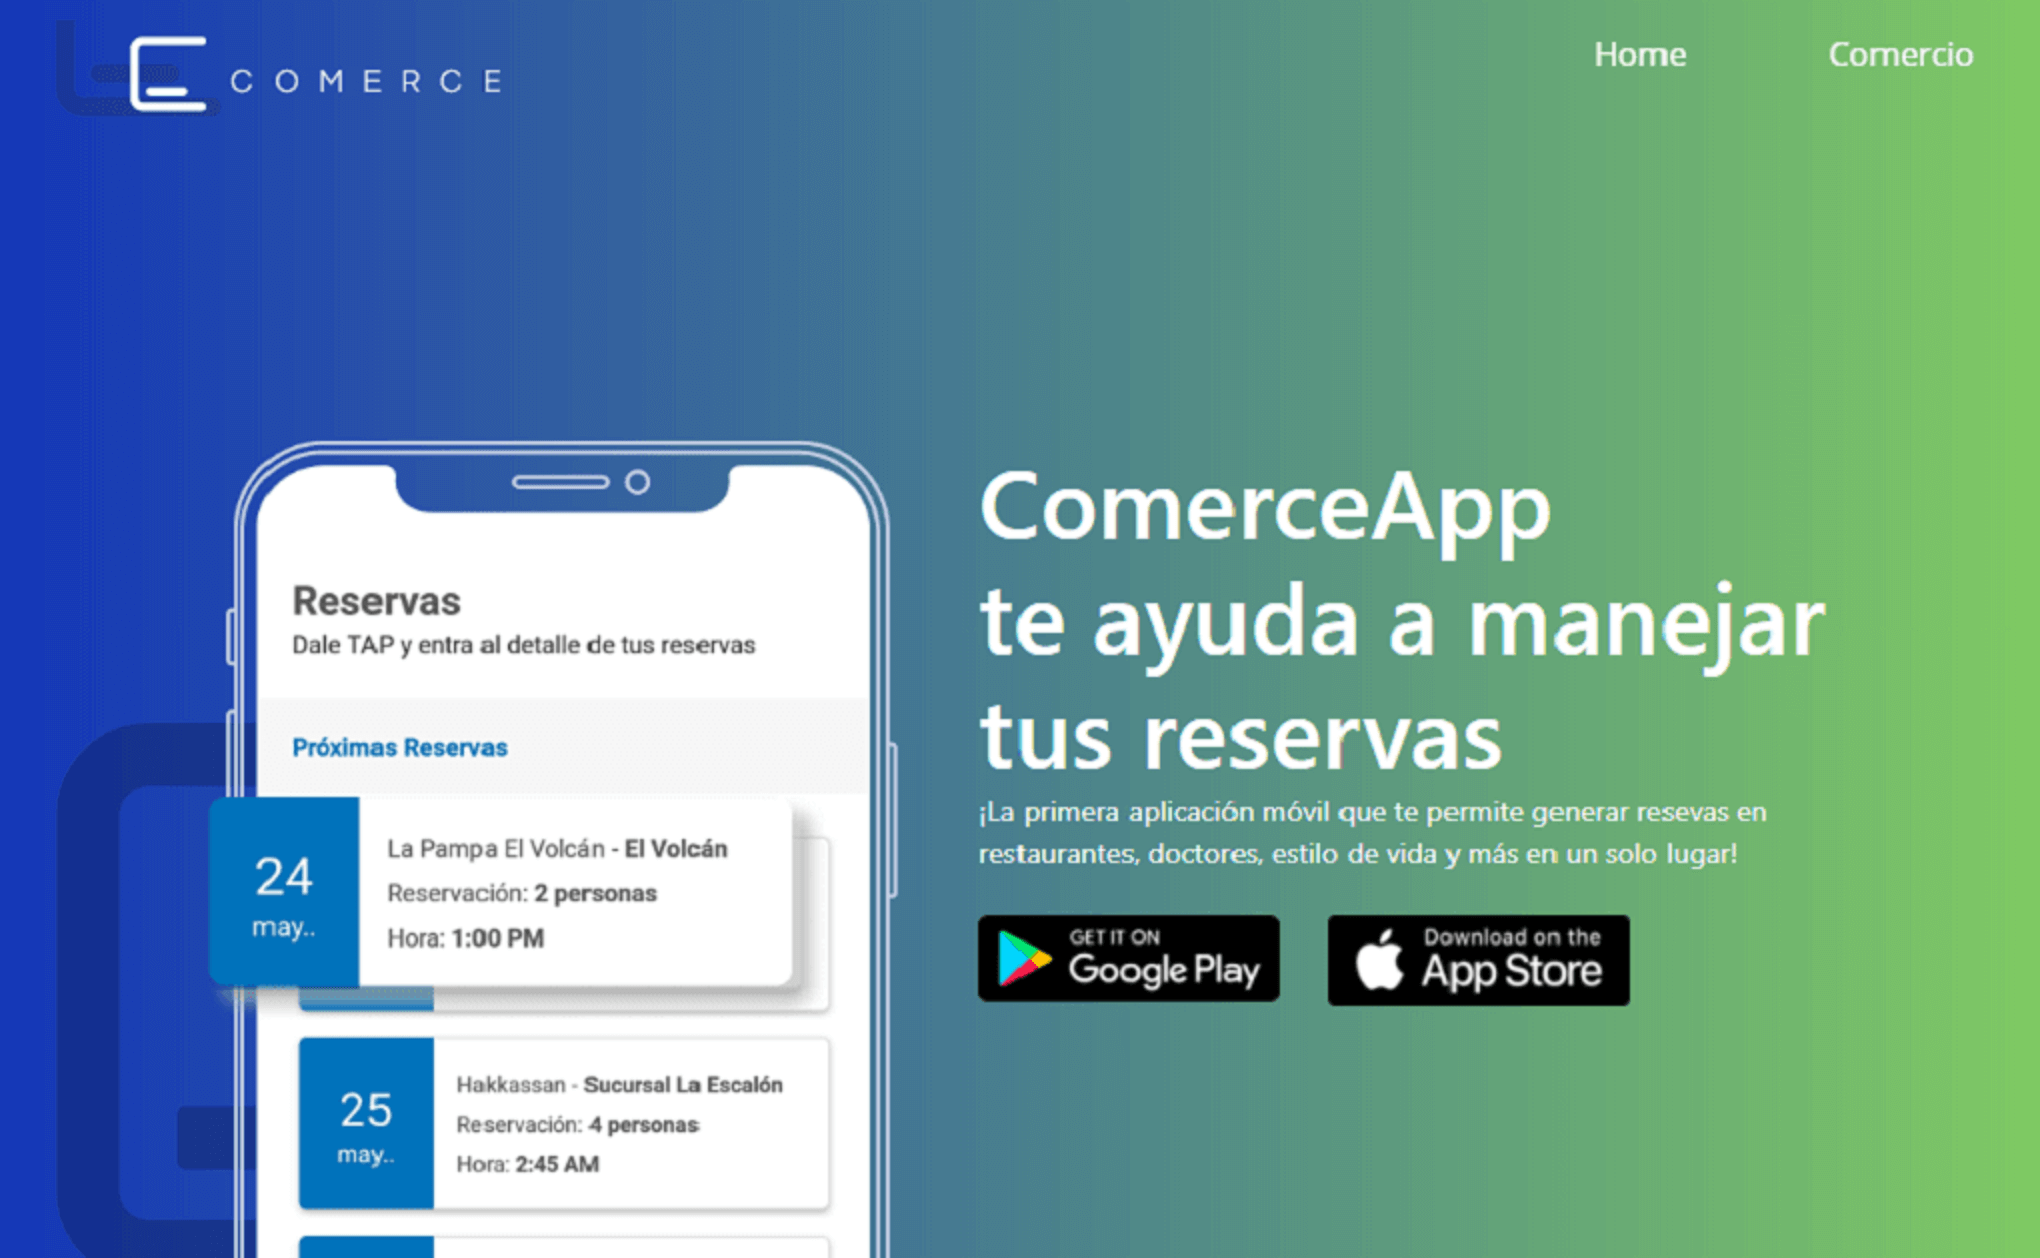 COMERCE
Home
Comercio
Reservas
Dale TAP y entra al detalle de tus reservas
Próximas Reservas
24
may..
La Pampa El Volcán - El Volcán
Reservación: 2 personas
Hora: 1:00 PM
25
may..
Hakkassan - Sucursal La Escalón
Reservación: 4 personas
Hora: 2:45 AM
ComerceApp
te ayuda a manejar
tus reservas
¡La primera aplicación móvil que te permite generar resevas en
restaurantes, doctores, estilo de vida y más en un solo lugar!
GET IT ON
Google Play
Download on the
App Store